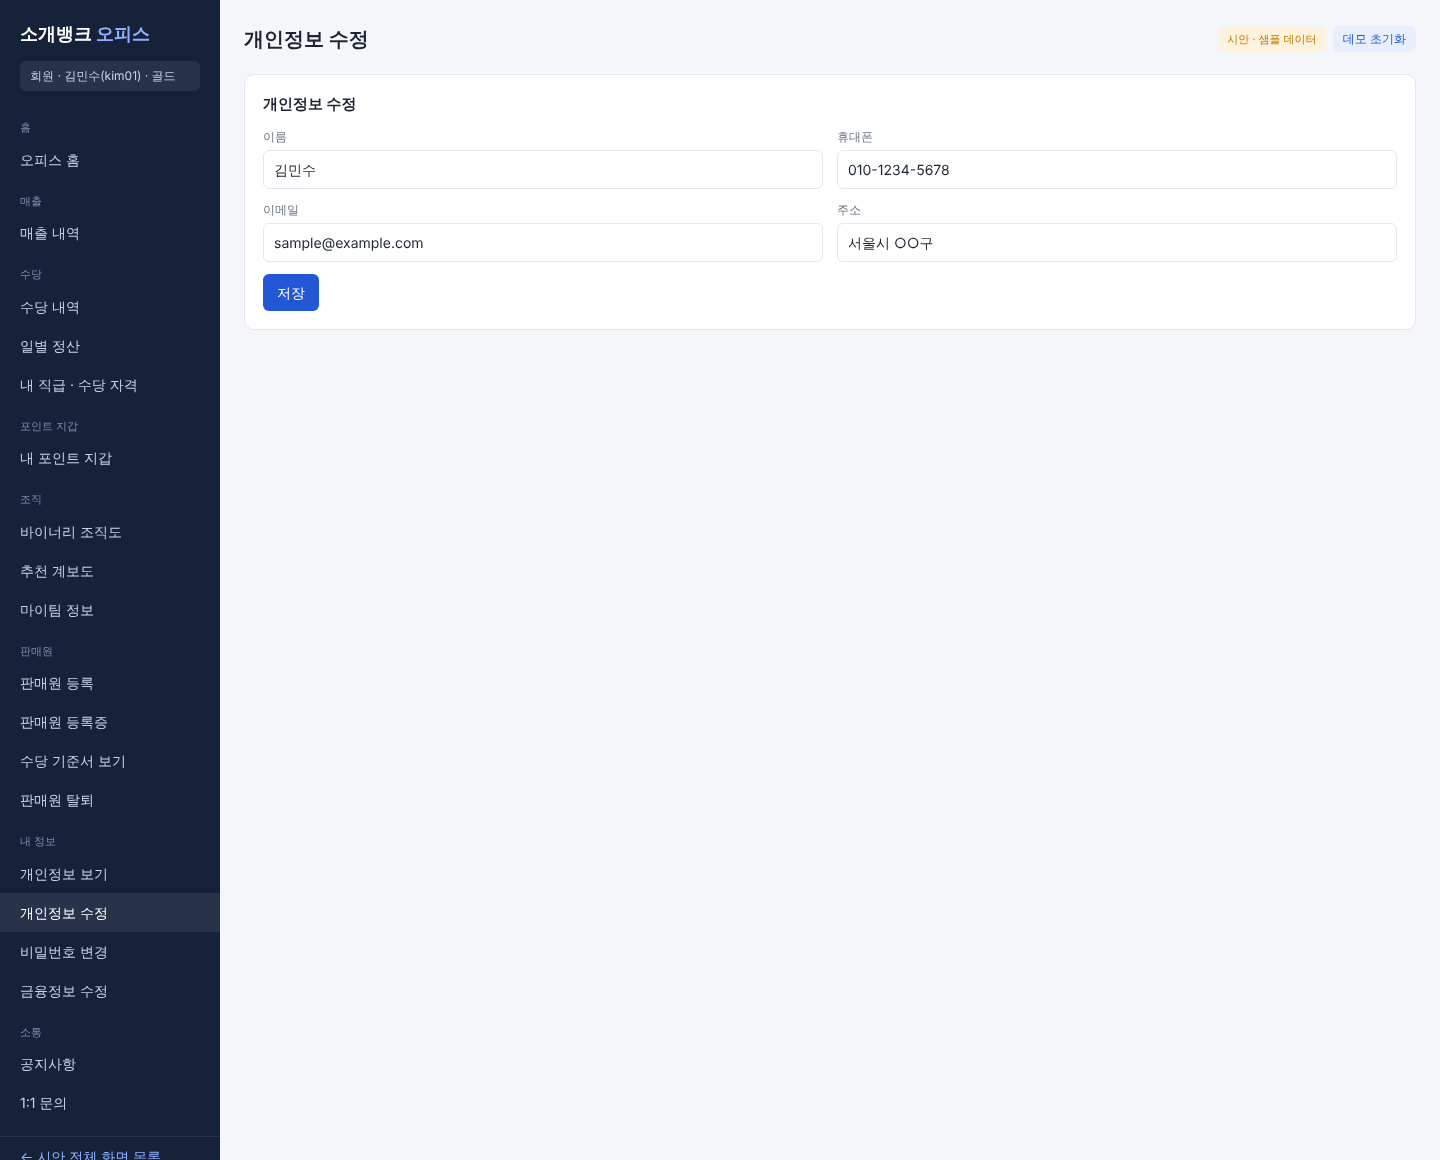 소개뱅크 오피스
회원 · 김민수(kim01) · 골드
홈
오피스 홈
매출
매출 내역
수당
수당 내역
일별 정산
내 직급 · 수당 자격
포인트 지갑
내 포인트 지갑
조직
바이너리 조직도
추천 계보도
마이팀 정보
판매원
판매원 등록
판매원 등록증
수당 기준서 보기
판매원 탈퇴
내 정보
개인정보 보기
개인정보 수정
비밀번호 변경
금융정보 수정
소통
공지사항
1:1 문의
← 시안 전체 화면 목록
개인정보 수정
시안 · 샘플 데이터
데모 초기화
개인정보 수정
이름
김민수
휴대폰
010-1234-5678
이메일
sample@example.com
주소
서울시 ○○구
저장